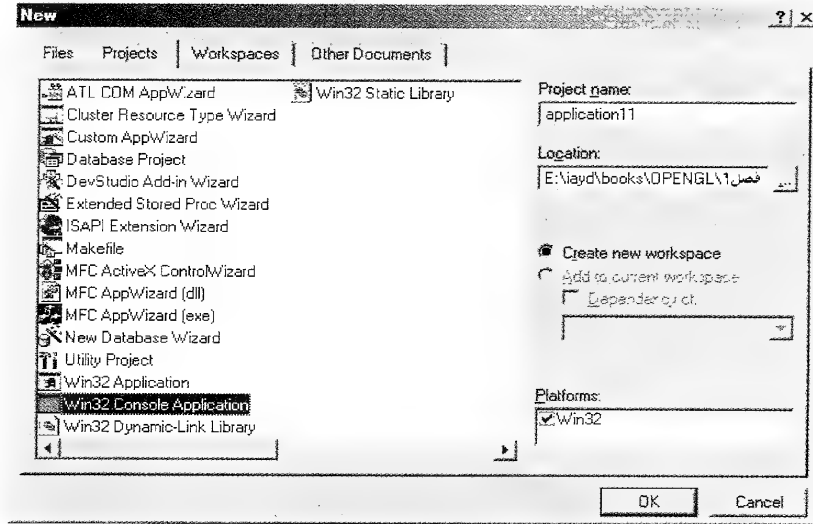 New
Files Projects Workspaces Other Documents
ATL COM AppWizard
Cluster Resource Type Wizard
Custom AppWizard
Database Project
DevStudio Add-in Wizard
Extended Stored Proc Wizard
ISAPI Extension Wizard
Makefile
MFC ActiveX ControlWizard
MFC AppWizard (dll)
MFC AppWizard (exe)
New Database Wizard
Utility Project
Win32 Application
Win32 Console Application
Win32 Dynamic-Link Library
Win32 Static Library
Project name:
application11
Location:
E:\iayd\books\OPENGL\فصل1
...
Create new workspace
Add to current workspace
Dependency of:
Platforms:
Win32
OK Cancel